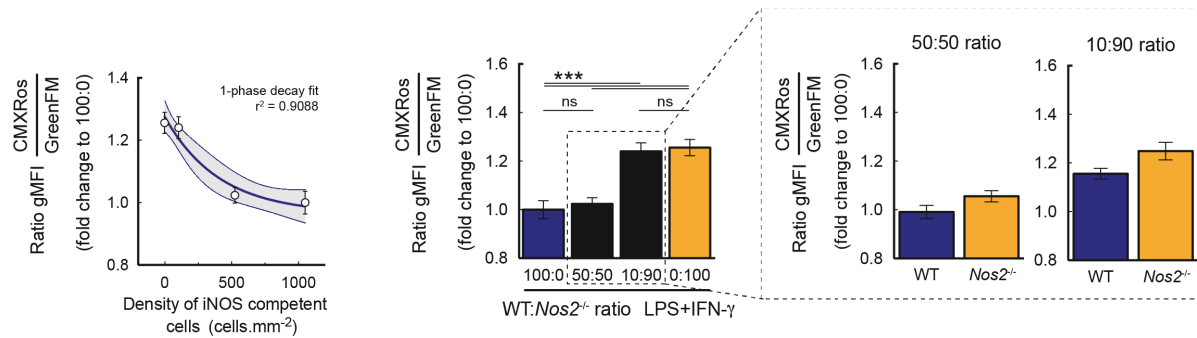 Ratio gMFI CMXRos
GreenFM
(fold change to 100:0)
1.4
1.2
1.0
0.8
1-phase decay fit
r² = 0.9088
0 500 1000
Density of iNOS competent
cells (cells.mm⁻²)
Ratio gMFI CMXRos
GreenFM
(fold change to 100:0)
1.6
1.4
1.2
1.0
0.8
***
ns ns
100:0 50:50 10:90 0:100
WT:Nos2⁻/⁻ ratio LPS+IFN-γ
Ratio gMFI CMXRos
GreenFM
(fold change to 100:0)
50:50 ratio
1.6
1.4
1.2
1.0
0.8
WT Nos2⁻/⁻
10:90 ratio
1.6
1.4
1.2
1.0
0.8
WT Nos2⁻/⁻